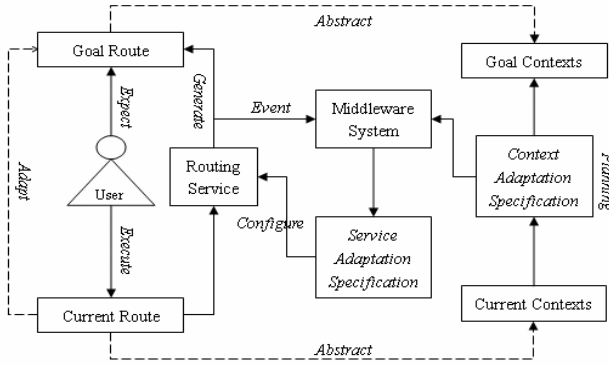 Abstract
Goal Route
Goal Contexts
Expect
Generate
Event
Middleware
System
Adapt
User
Routing
Service
Context
Adaptation
Specification
Planning
Configure
Service
Adaptation
Specification
Execute
Current Route
Current Contexts
Abstract